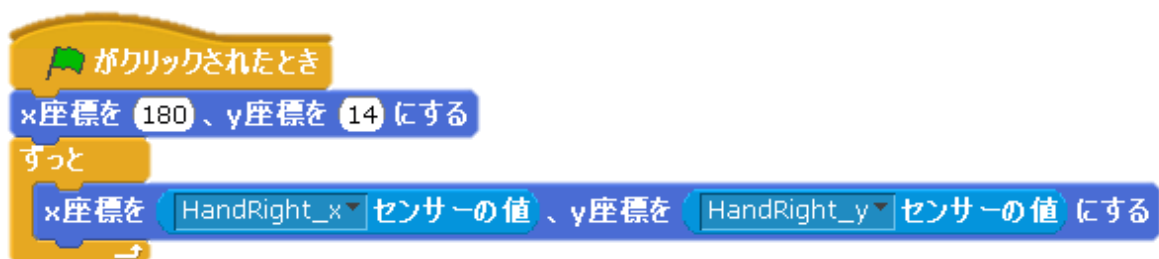 がクリックされたとき
x座標を 180 、y座標を 14 にする
ずっと
x座標を HandRight_x センサーの値 、y座標を HandRight_y センサーの値 にする